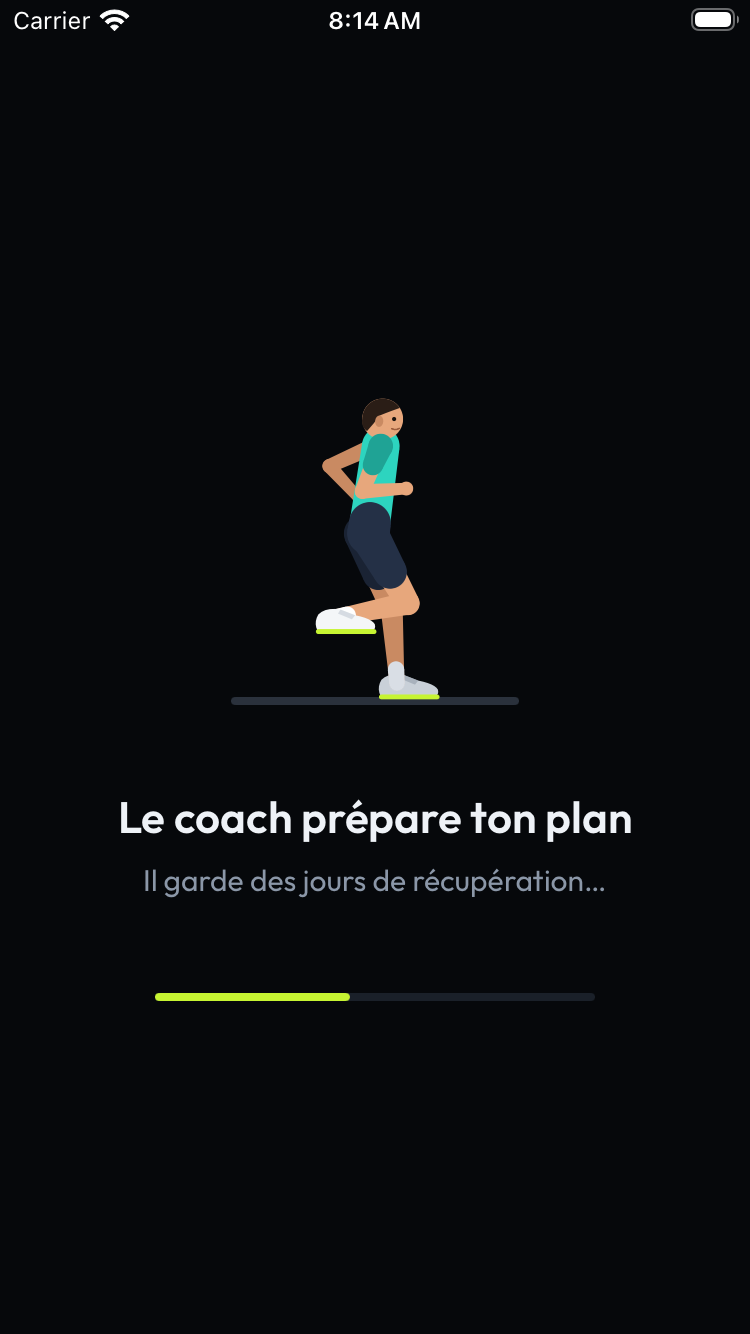 Carrier 8:14 AM
Le coach prépare ton plan
Il garde des jours de récupération…